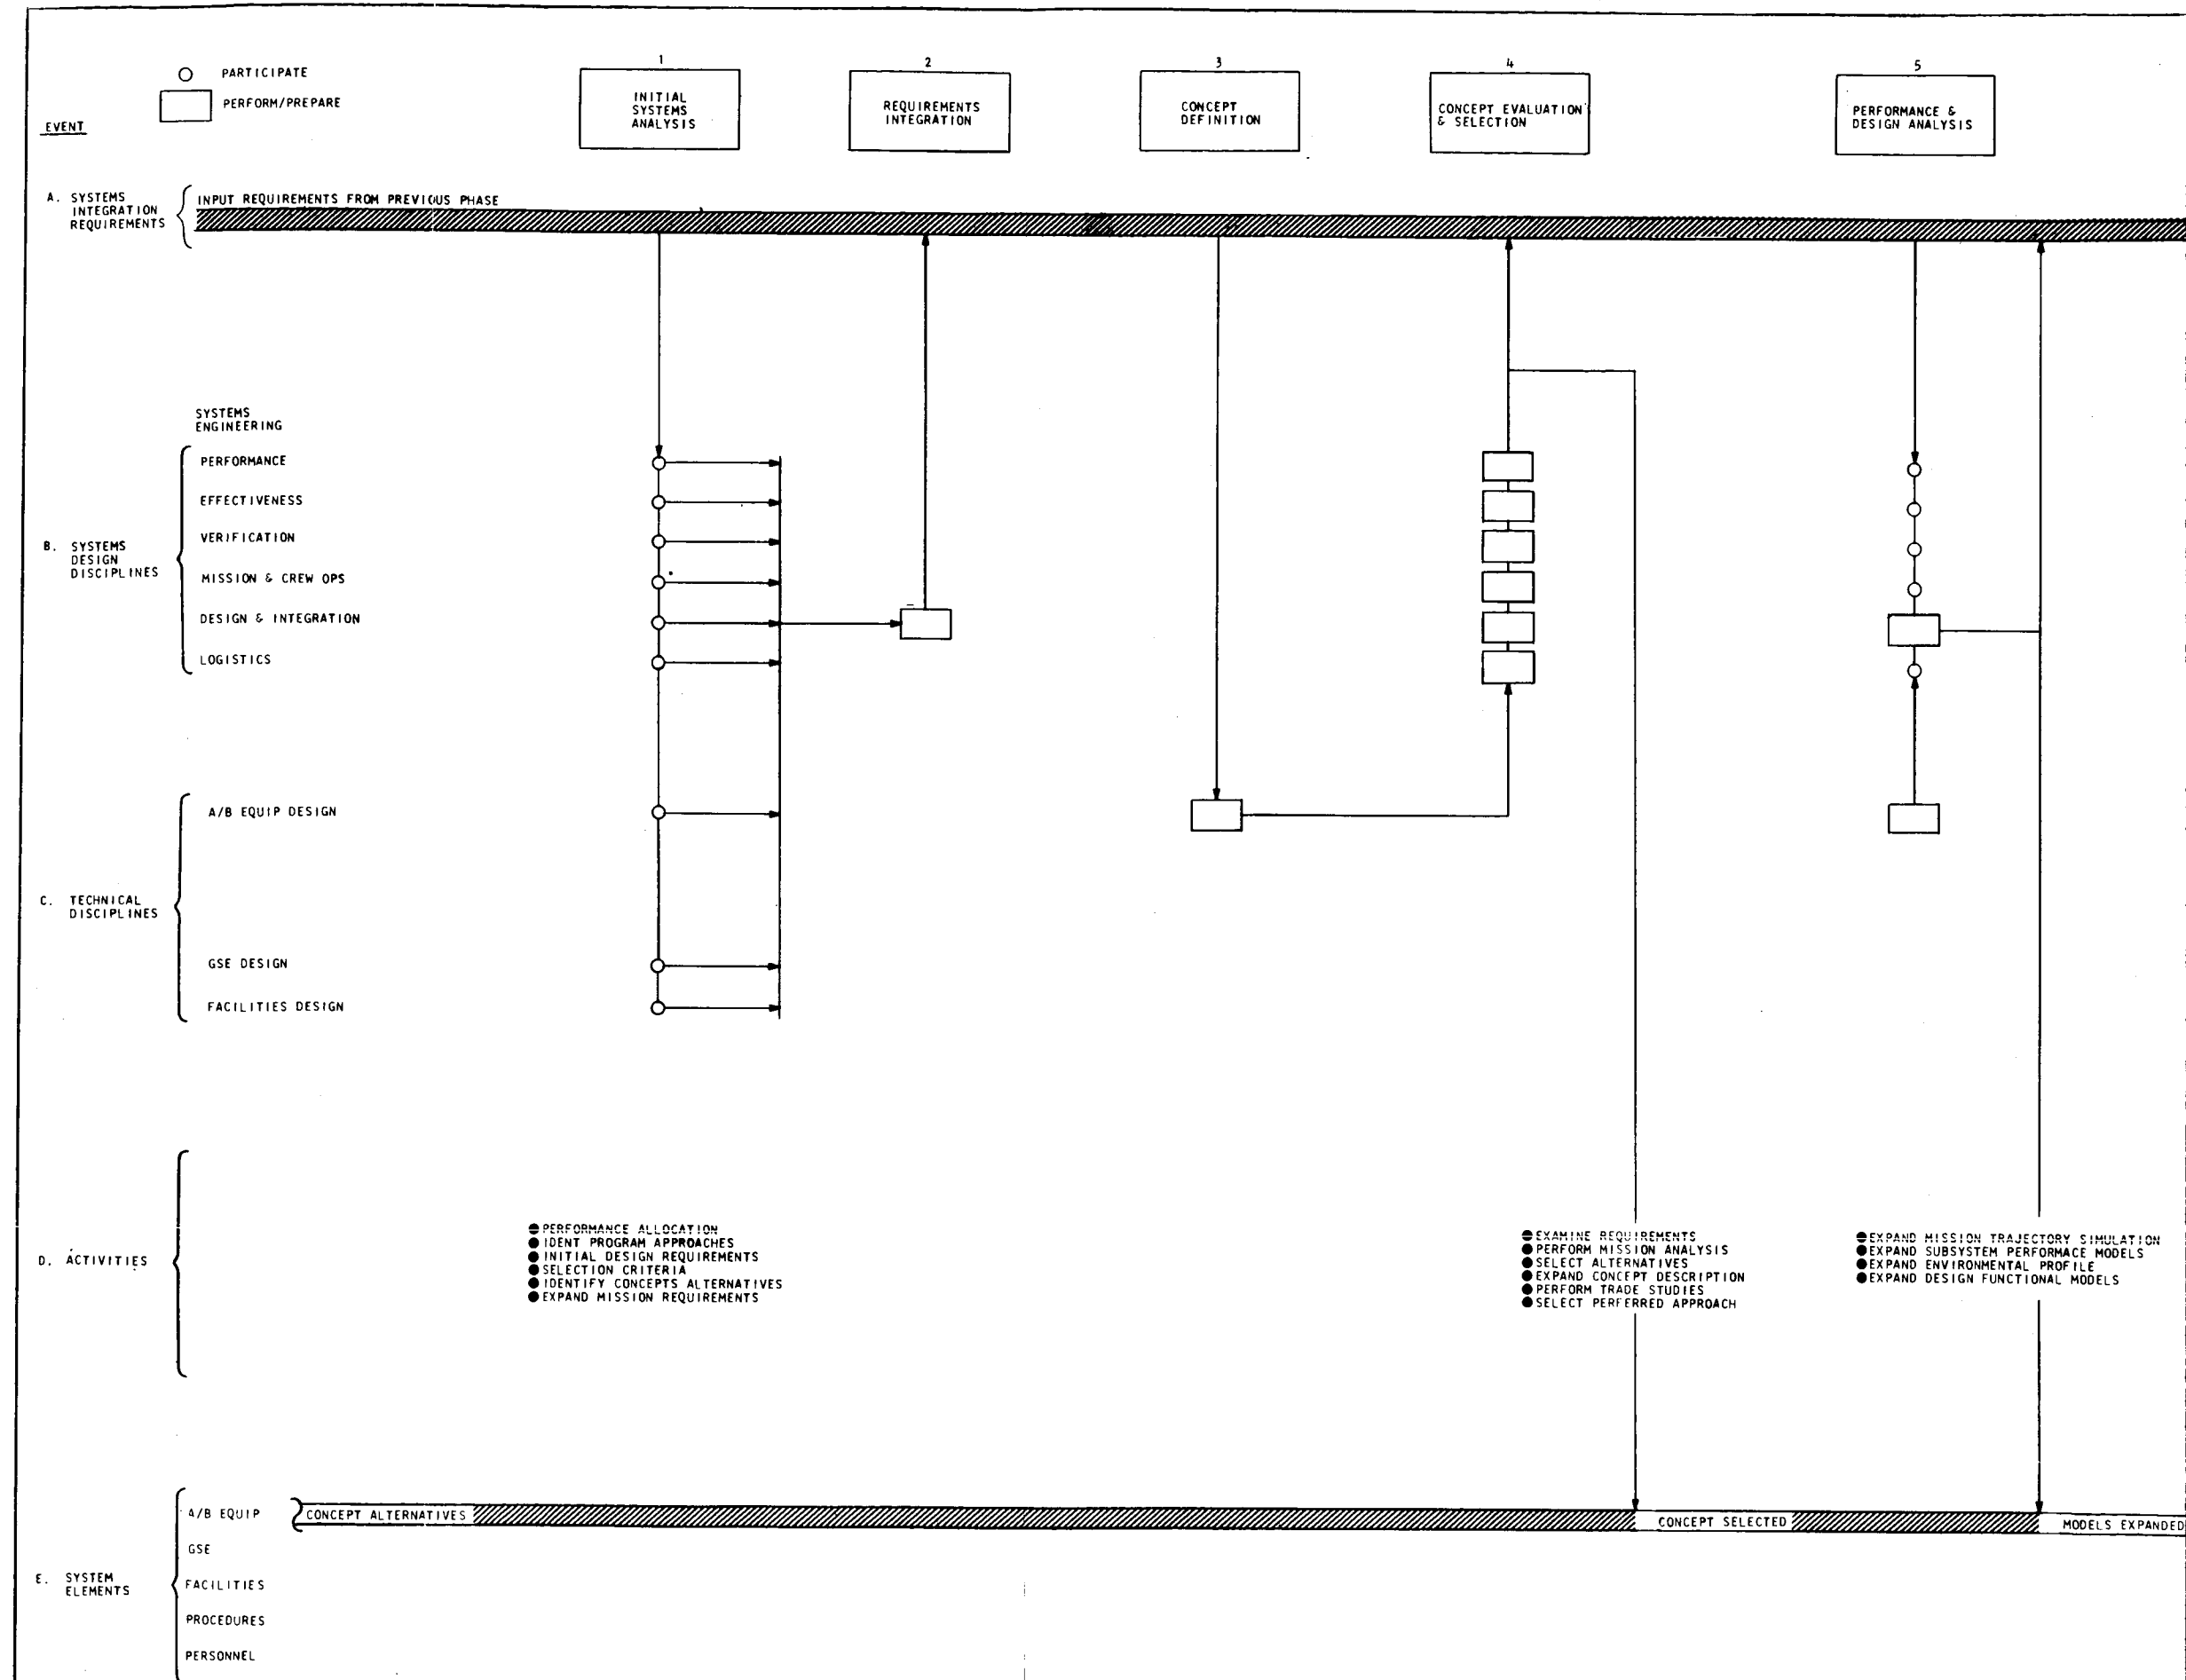 PARTICIPATE
PERFORM/PREPARE
EVENT
1
INITIAL
SYSTEMS
ANALYSIS
2
REQUIREMENTS
INTEGRATION
3
CONCEPT
DEFINITION
4
CONCEPT EVALUATION
& SELECTION
5
PERFORMANCE &
DESIGN ANALYSIS
A. SYSTEMS
INTEGRATION
REQUIREMENTS
INPUT REQUIREMENTS FROM PREVIOUS PHASE
SYSTEMS
ENGINEERING
B. SYSTEMS
DESIGN
DISCIPLINES
PERFORMANCE
EFFECTIVENESS
VERIFICATION
MISSION & CREW OPS
DESIGN & INTEGRATION
LOGISTICS
C. TECHNICAL
DISCIPLINES
A/B EQUIP DESIGN
GSE DESIGN
FACILITIES DESIGN
D. ACTIVITIES
●PERFORMANCE ALLOCATION
●IDENT PROGRAM APPROACHES
●INITIAL DESIGN REQUIREMENTS
●SELECTION CRITERIA
●IDENTIFY CONCEPTS ALTERNATIVES
●EXPAND MISSION REQUIREMENTS
●EXAMINE REQUIREMENTS
●PERFORM MISSION ANALYSIS
●SELECT ALTERNATIVES
●EXPAND CONCEPT DESCRIPTION
●PERFORM TRADE STUDIES
●SELECT PERFERRED APPROACH
●EXPAND MISSION TRAJECTORY SIMULATION
●EXPAND SUBSYSTEM PERFORMACE MODELS
●EXPAND ENVIRONMENTAL PROFILE
●EXPAND DESIGN FUNCTIONAL MODELS
E. SYSTEM
ELEMENTS
A/B EQUIP
GSE
FACILITIES
PROCEDURES
PERSONNEL
CONCEPT ALTERNATIVES
CONCEPT SELECTED
MODELS EXPANDED